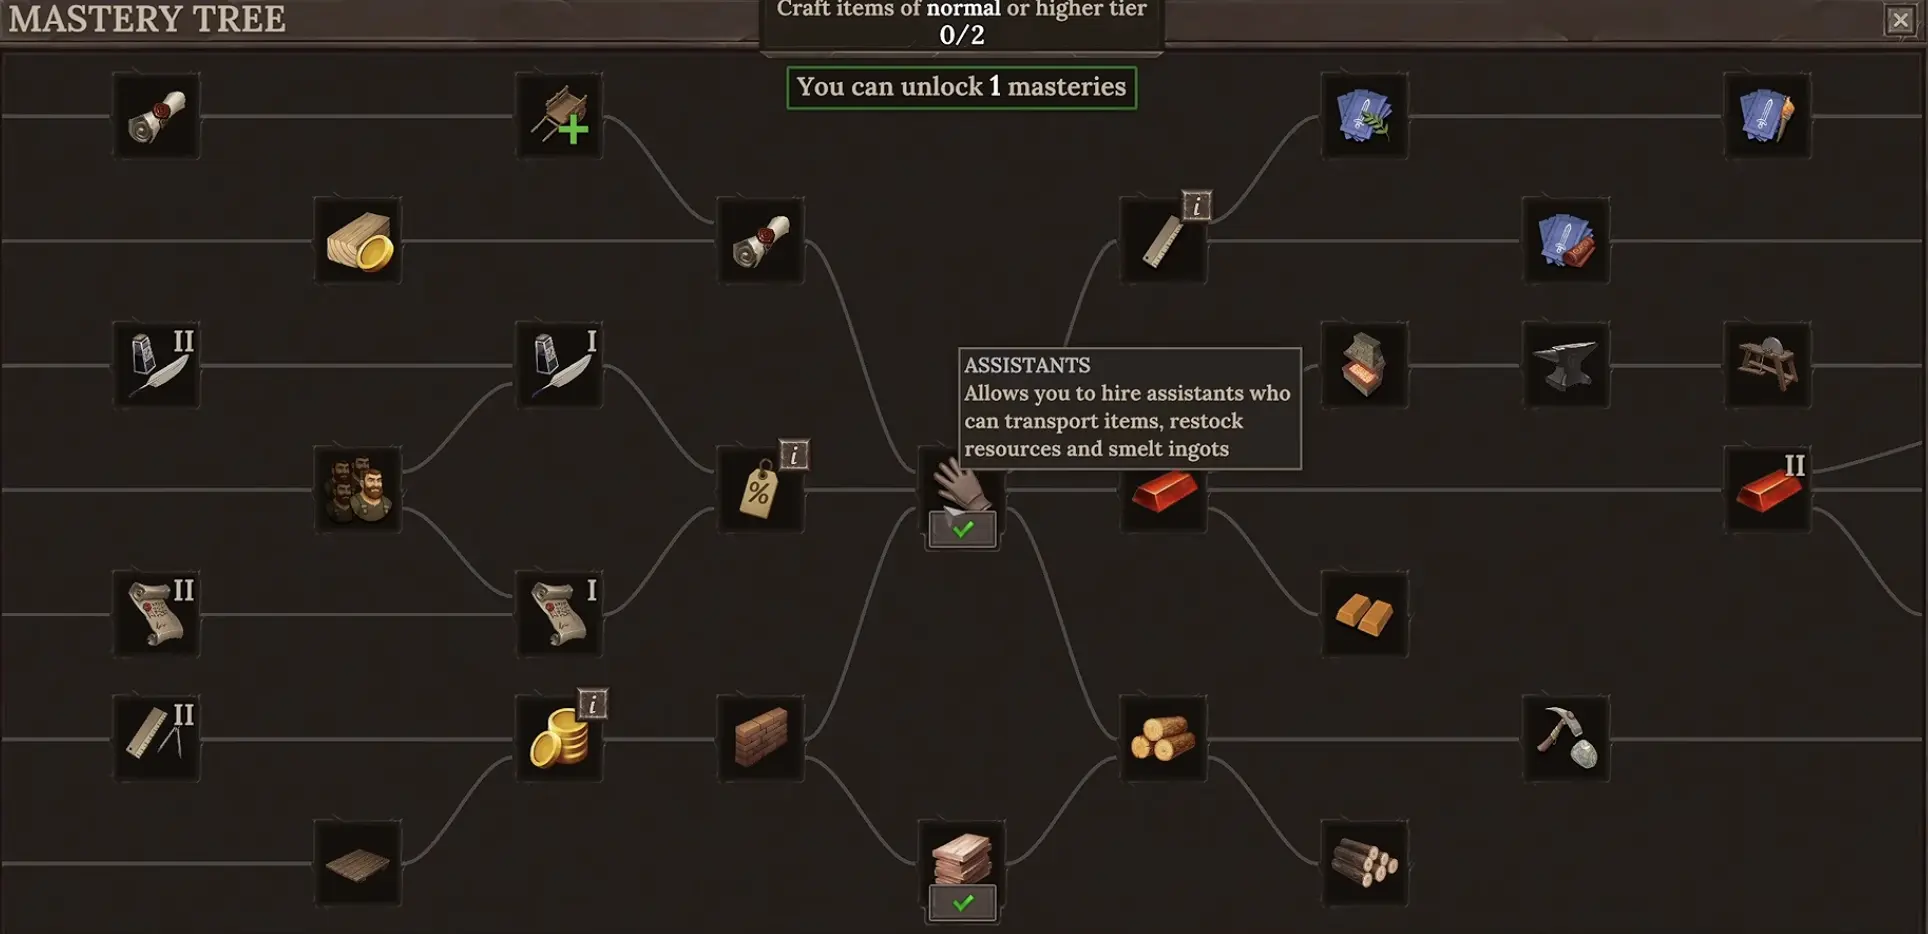 MASTERY TREE
Craft items of normal or higher tier
0/2
You can unlock 1 masteries
i
II
I
ASSISTANTS
Allows you to hire assistants who
can transport items, restock
resources and smelt ingots
i
%
II
II
I
II
i